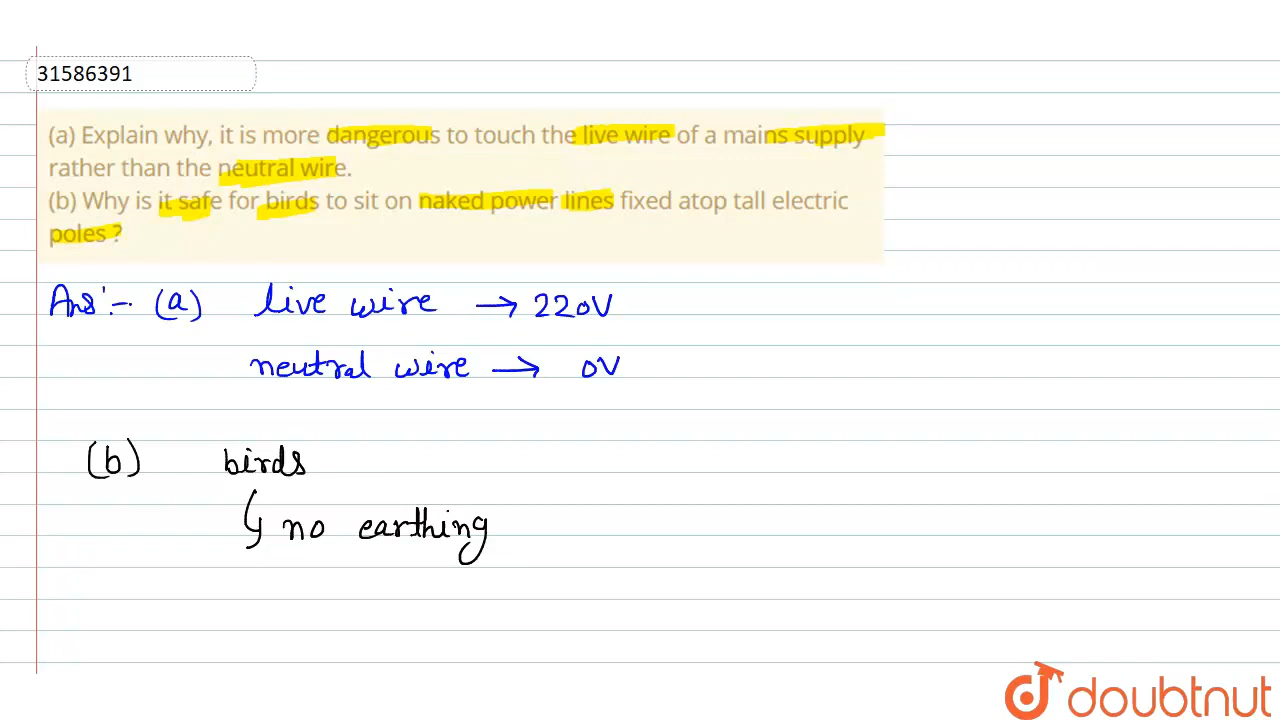 31586391
(a) Explain why, it is more dangerous to touch the live wire of a mains supply
rather than the neutral wire.
(b) Why is it safe for birds to sit on naked power lines fixed atop tall electric
poles ?
Ans:- (a) live wire → 220V
neutral wire → 0V
(b) birds
↳ no earthing
doubtnut